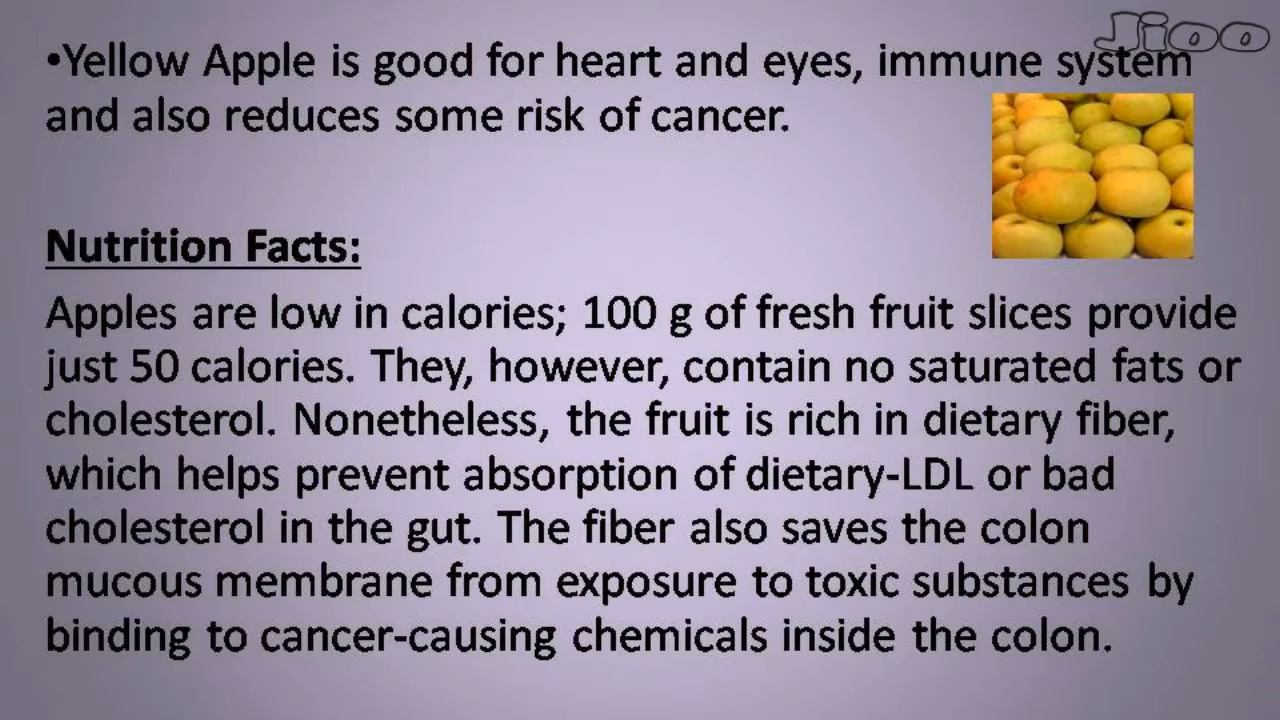 Jioo
•Yellow Apple is good for heart and eyes, immune system
and also reduces some risk of cancer.
Nutrition Facts:
Apples are low in calories; 100 g of fresh fruit slices provide
just 50 calories. They, however, contain no saturated fats or
cholesterol. Nonetheless, the fruit is rich in dietary fiber,
which helps prevent absorption of dietary-LDL or bad
cholesterol in the gut. The fiber also saves the colon
mucous membrane from exposure to toxic substances by
binding to cancer-causing chemicals inside the colon.